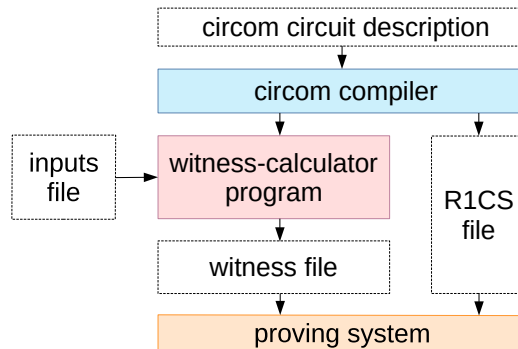 circom circuit description
circom compiler
inputs
file
witness-calculator
program
R1CS
file
witness file
proving system